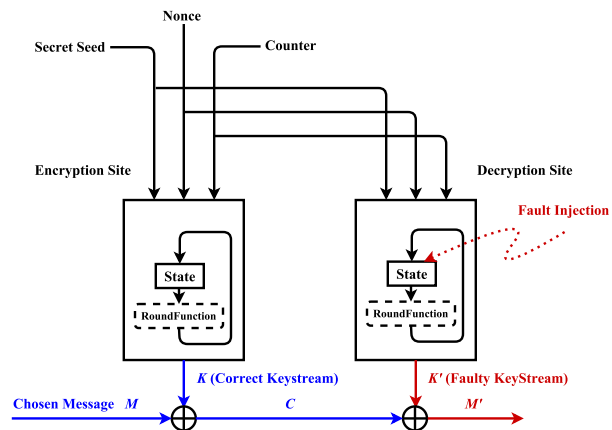 Nonce
Secret Seed
Counter
Encryption Site
Decryption Site
Fault Injection
State
RoundFunction
State
RoundFunction
K (Correct Keystream)
K' (Faulty KeyStream)
Chosen Message M
C
M'